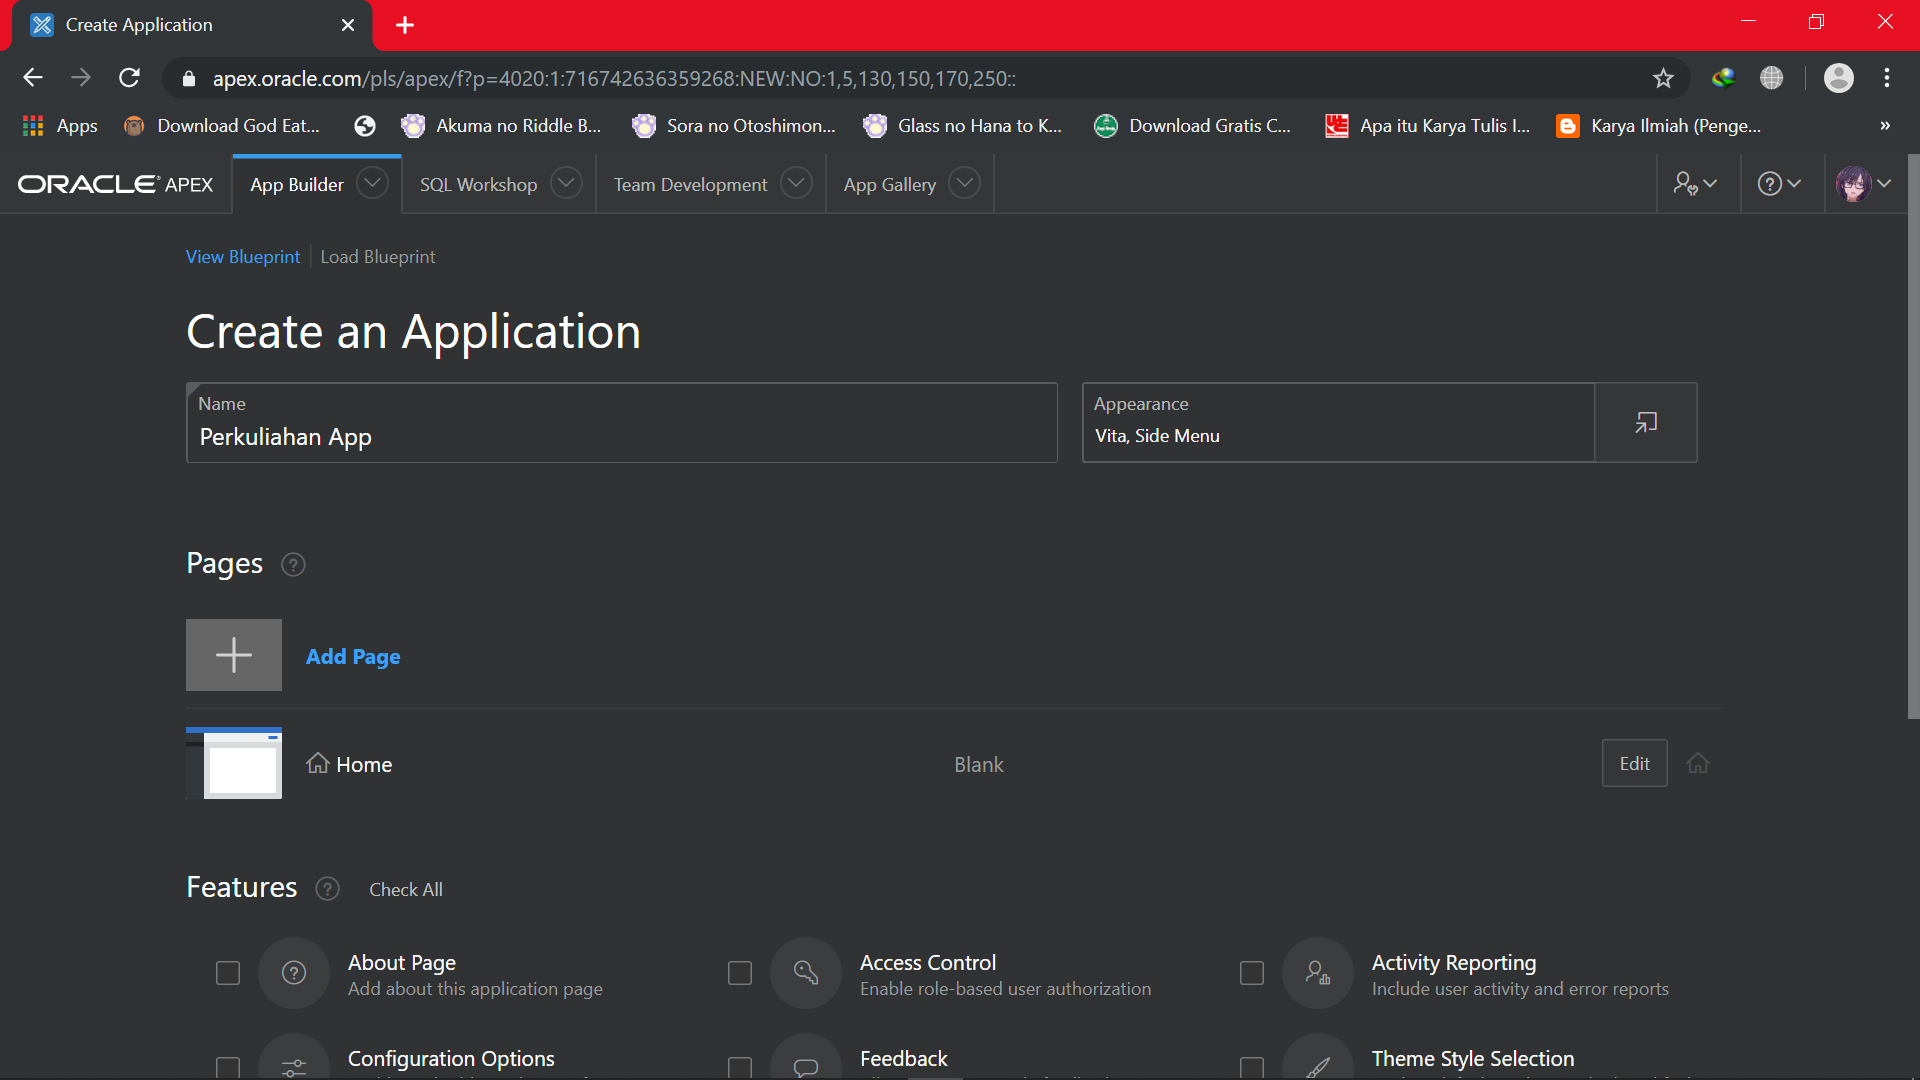 Create Application
apex.oracle.com/pls/apex/f?p=4020:1:716742636359268:NEW:NO:1,5,130,150,170,250::
Apps Download God Eat... Akuma no Riddle B... Sora no Otoshimon... Glass no Hana to K... Download Gratis C... Apa itu Karya Tulis I... Karya Ilmiah (Penge... »
ORACLE APEX App Builder SQL Workshop Team Development App Gallery
View Blueprint Load Blueprint
Create an Application
Name
Perkuliahan App
Appearance
Vita, Side Menu
Pages
Add Page
Home Blank Edit
Features Check All
About Page
Add about this application page
Access Control
Enable role-based user authorization
Activity Reporting
Include user activity and error reports
Configuration Options
Feedback
Theme Style Selection